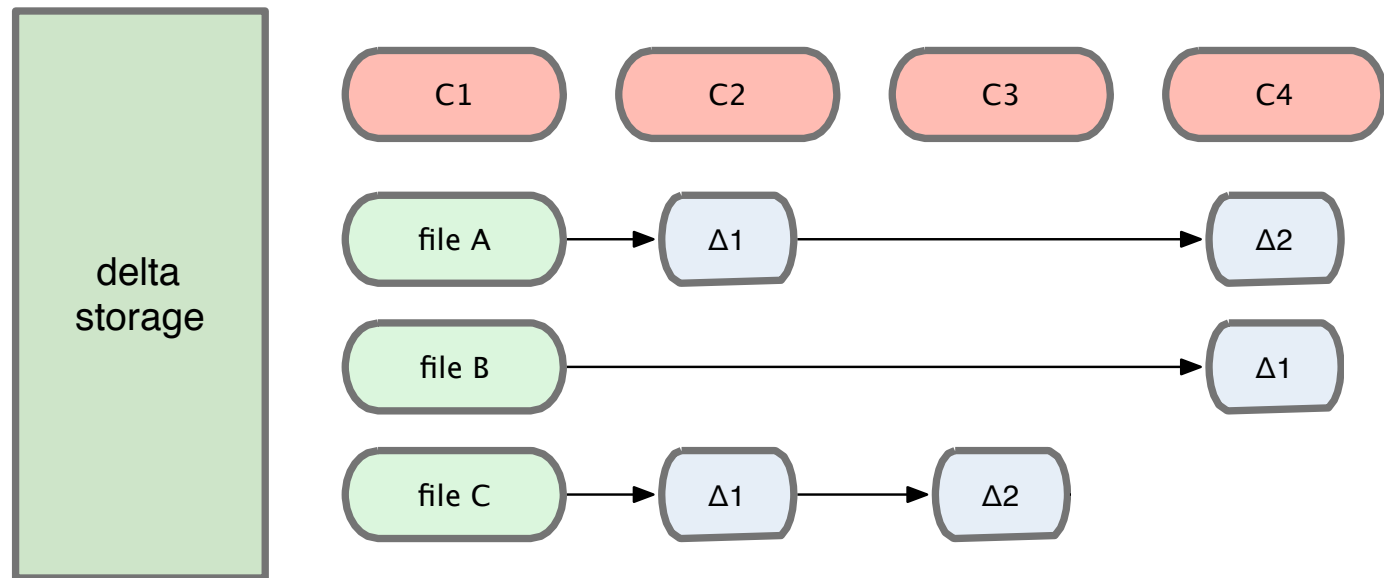 delta
storage
C1 C2 C3 C4
file A Δ1 Δ2
file B Δ1
file C Δ1 Δ2